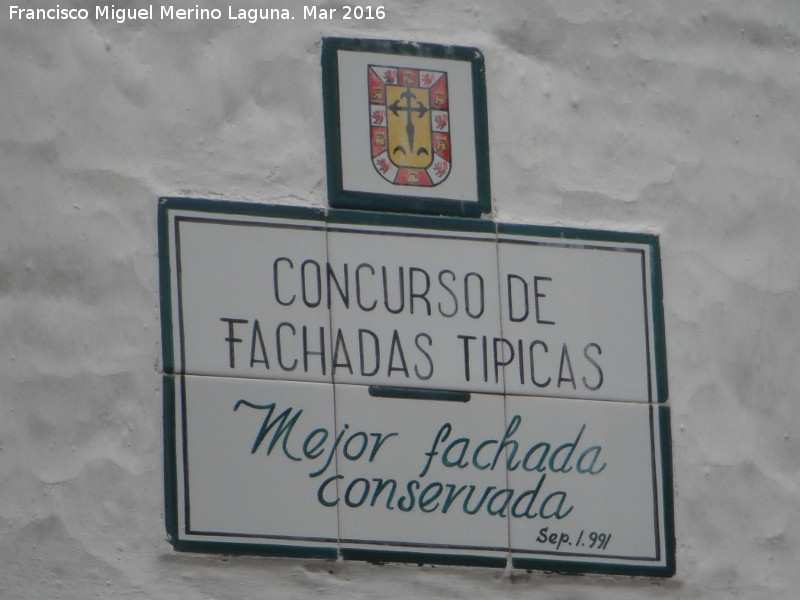 Francisco Miguel Merino Laguna. Mar 2016
CONCURSO DE
FACHADAS TIPICAS
Mejor fachada
conservada
Sep. 1.991